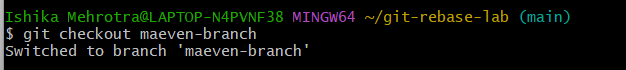 Ishika Mehrotra@LAPTOP-N4PVNF38 MINGW64 ~/git-rebase-lab (main)
$ git checkout maeven-branch
Switched to branch 'maeven-branch'